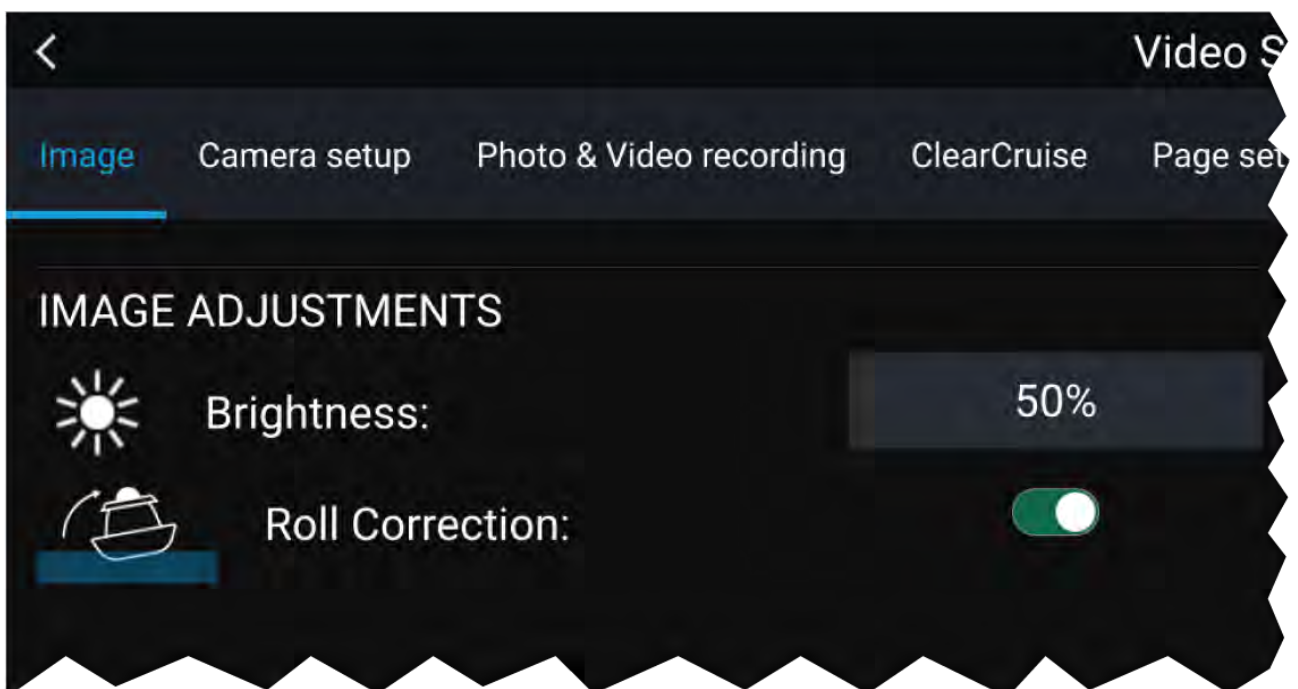 Video S
Image Camera setup Photo & Video recording ClearCruise Page set
IMAGE ADJUSTMENTS
Brightness: 50%
Roll Correction: